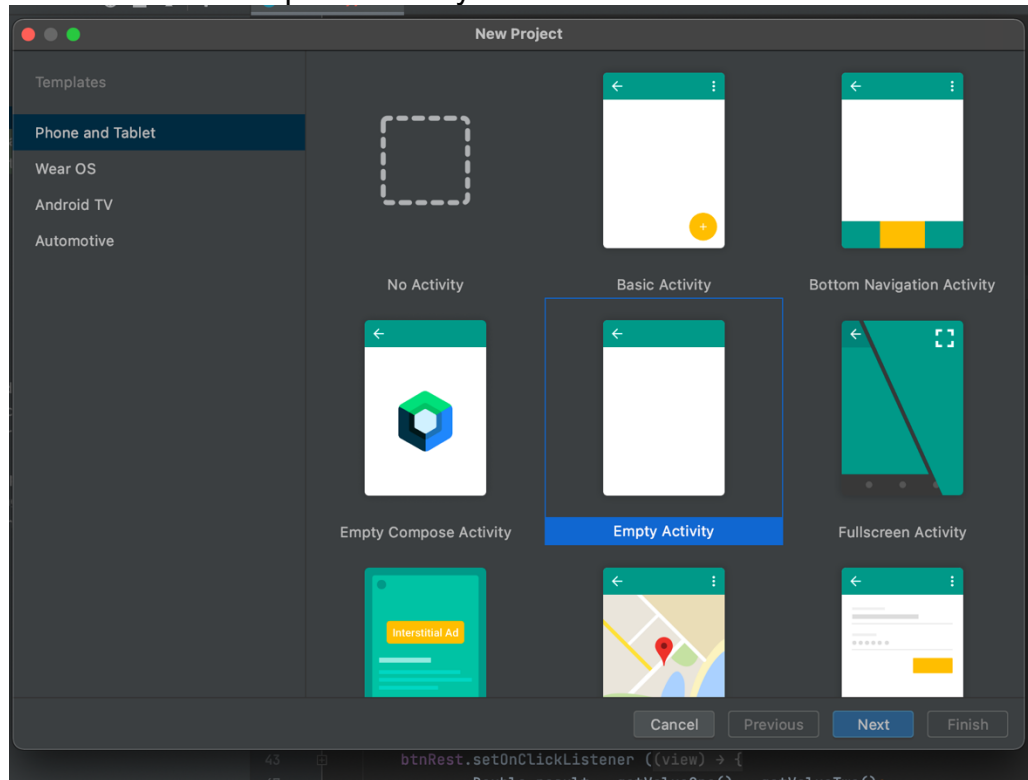 New Project
Templates
Phone and Tablet
Wear OS
Android TV
Automotive
No Activity
Basic Activity
Bottom Navigation Activity
Empty Compose Activity
Empty Activity
Fullscreen Activity
Interstitial Ad
Cancel
Previous
Next
Finish
43 btnRest.setOnClickListener ((view) → {